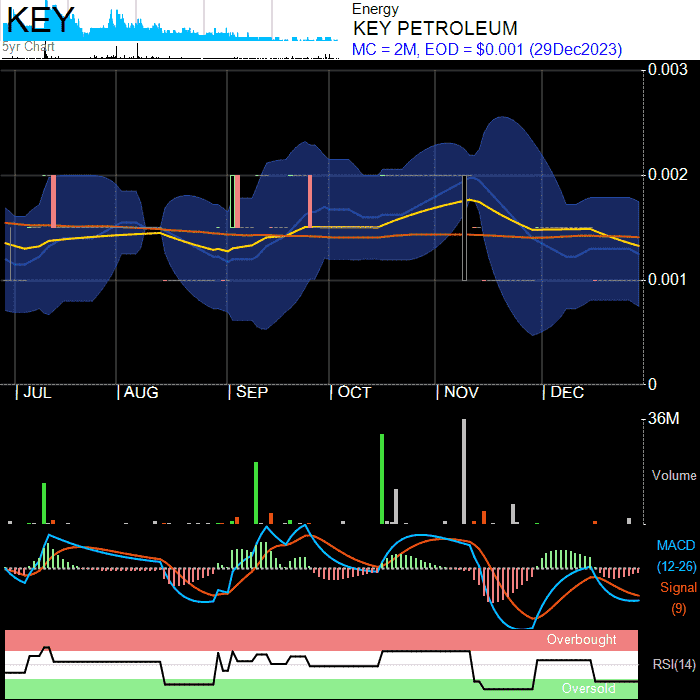 KEY
5yr Chart
Energy
KEY PETROLEUM
MC = 2M, EOD = $0.001 (29Dec2023)
0.003
0.002
0.001
0
| JUL | AUG | SEP | OCT | NOV | DEC
36M
Volume
MACD
(12-26)
Signal
(9)
Overbought
RSI(14)
Oversold